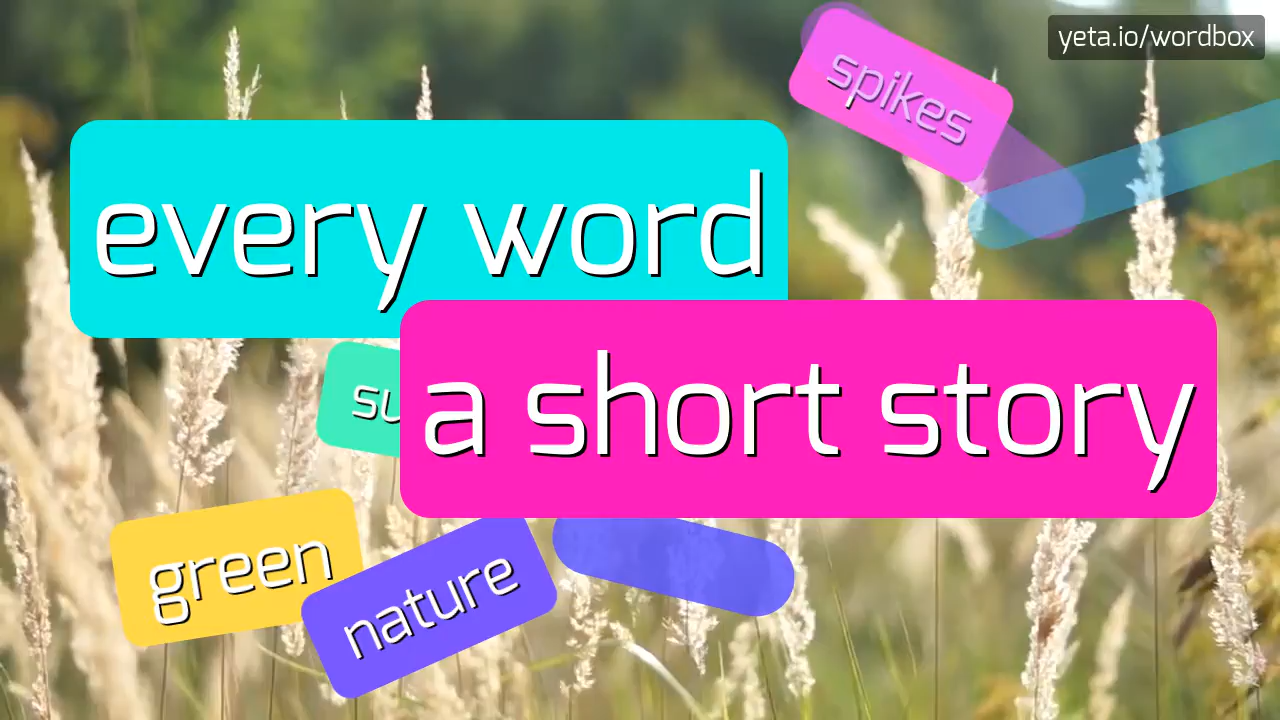 yeta.io/wordbox
spikes
every word
a short story
green
nature